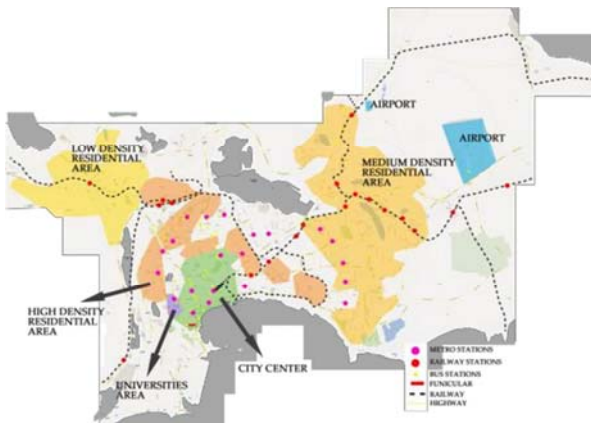 AIRPORT
AIRPORT
LOW DENSITY
RESIDENTIAL
AREA
MEDIUM DENSITY
RESIDENTIAL
AREA
HIGH DENSITY
RESIDENTIAL
AREA
UNIVERSITIES
AREA
CITY CENTER
METRO STATIONS
RAILWAY STATIONS
BUS STATIONS
FUNICULAR
RAILWAY
HIGHWAY